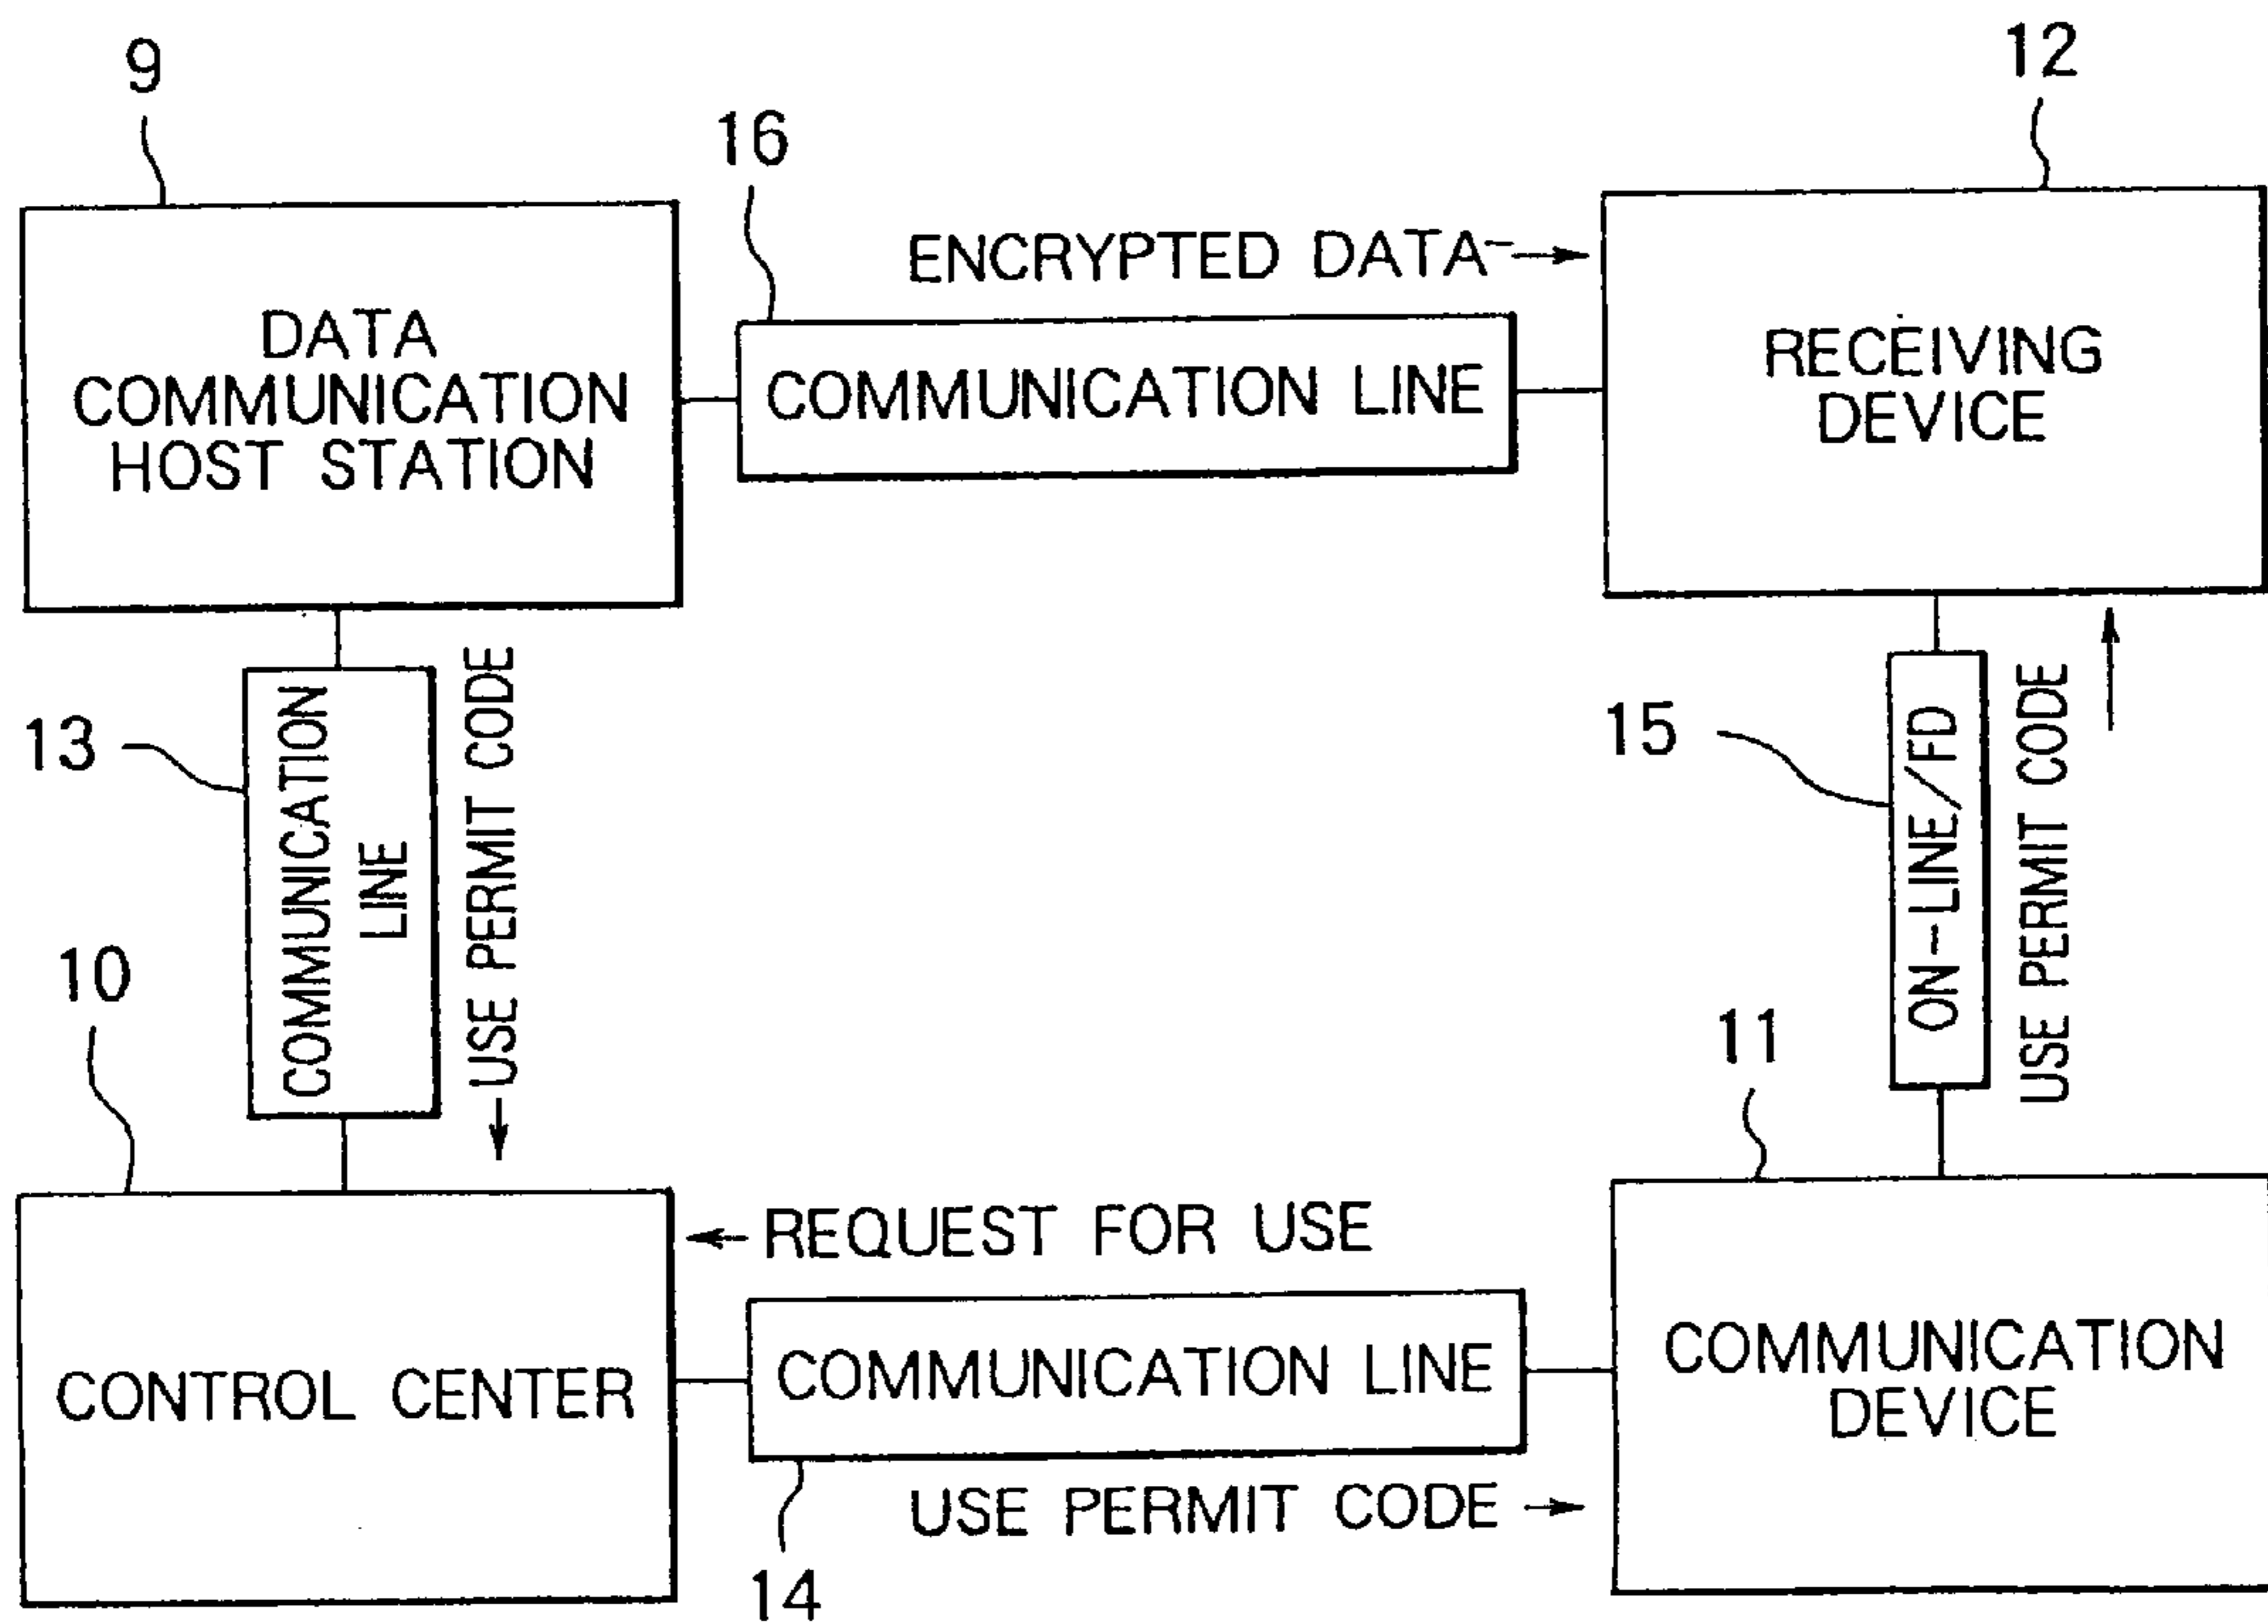 9
12
16
ENCRYPTED DATA
DATA
COMMUNICATION
HOST STATION
COMMUNICATION LINE
RECEIVING
DEVICE
13
COMMUNICATION
LINE
USE PERMIT CODE
15
ON-LINE/FD
USE PERMIT CODE
10
11
REQUEST FOR USE
CONTROL CENTER
COMMUNICATION LINE
COMMUNICATION
DEVICE
USE PERMIT CODE
14